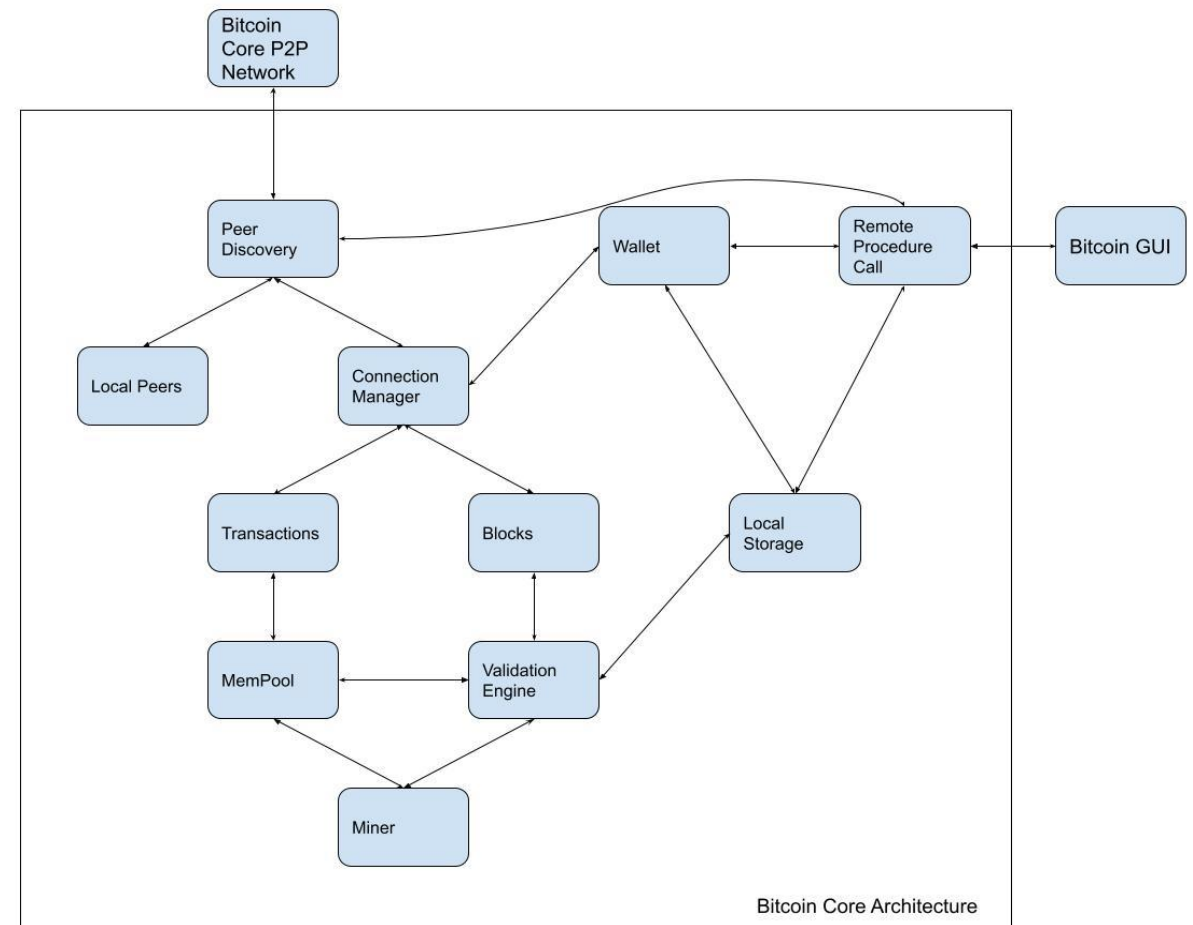 Bitcoin
Core P2P
Network
Peer
Discovery
Wallet
Remote
Procedure
Call
Bitcoin GUI
Local Peers
Connection
Manager
Transactions
Blocks
Local
Storage
MemPool
Validation
Engine
Miner
Bitcoin Core Architecture